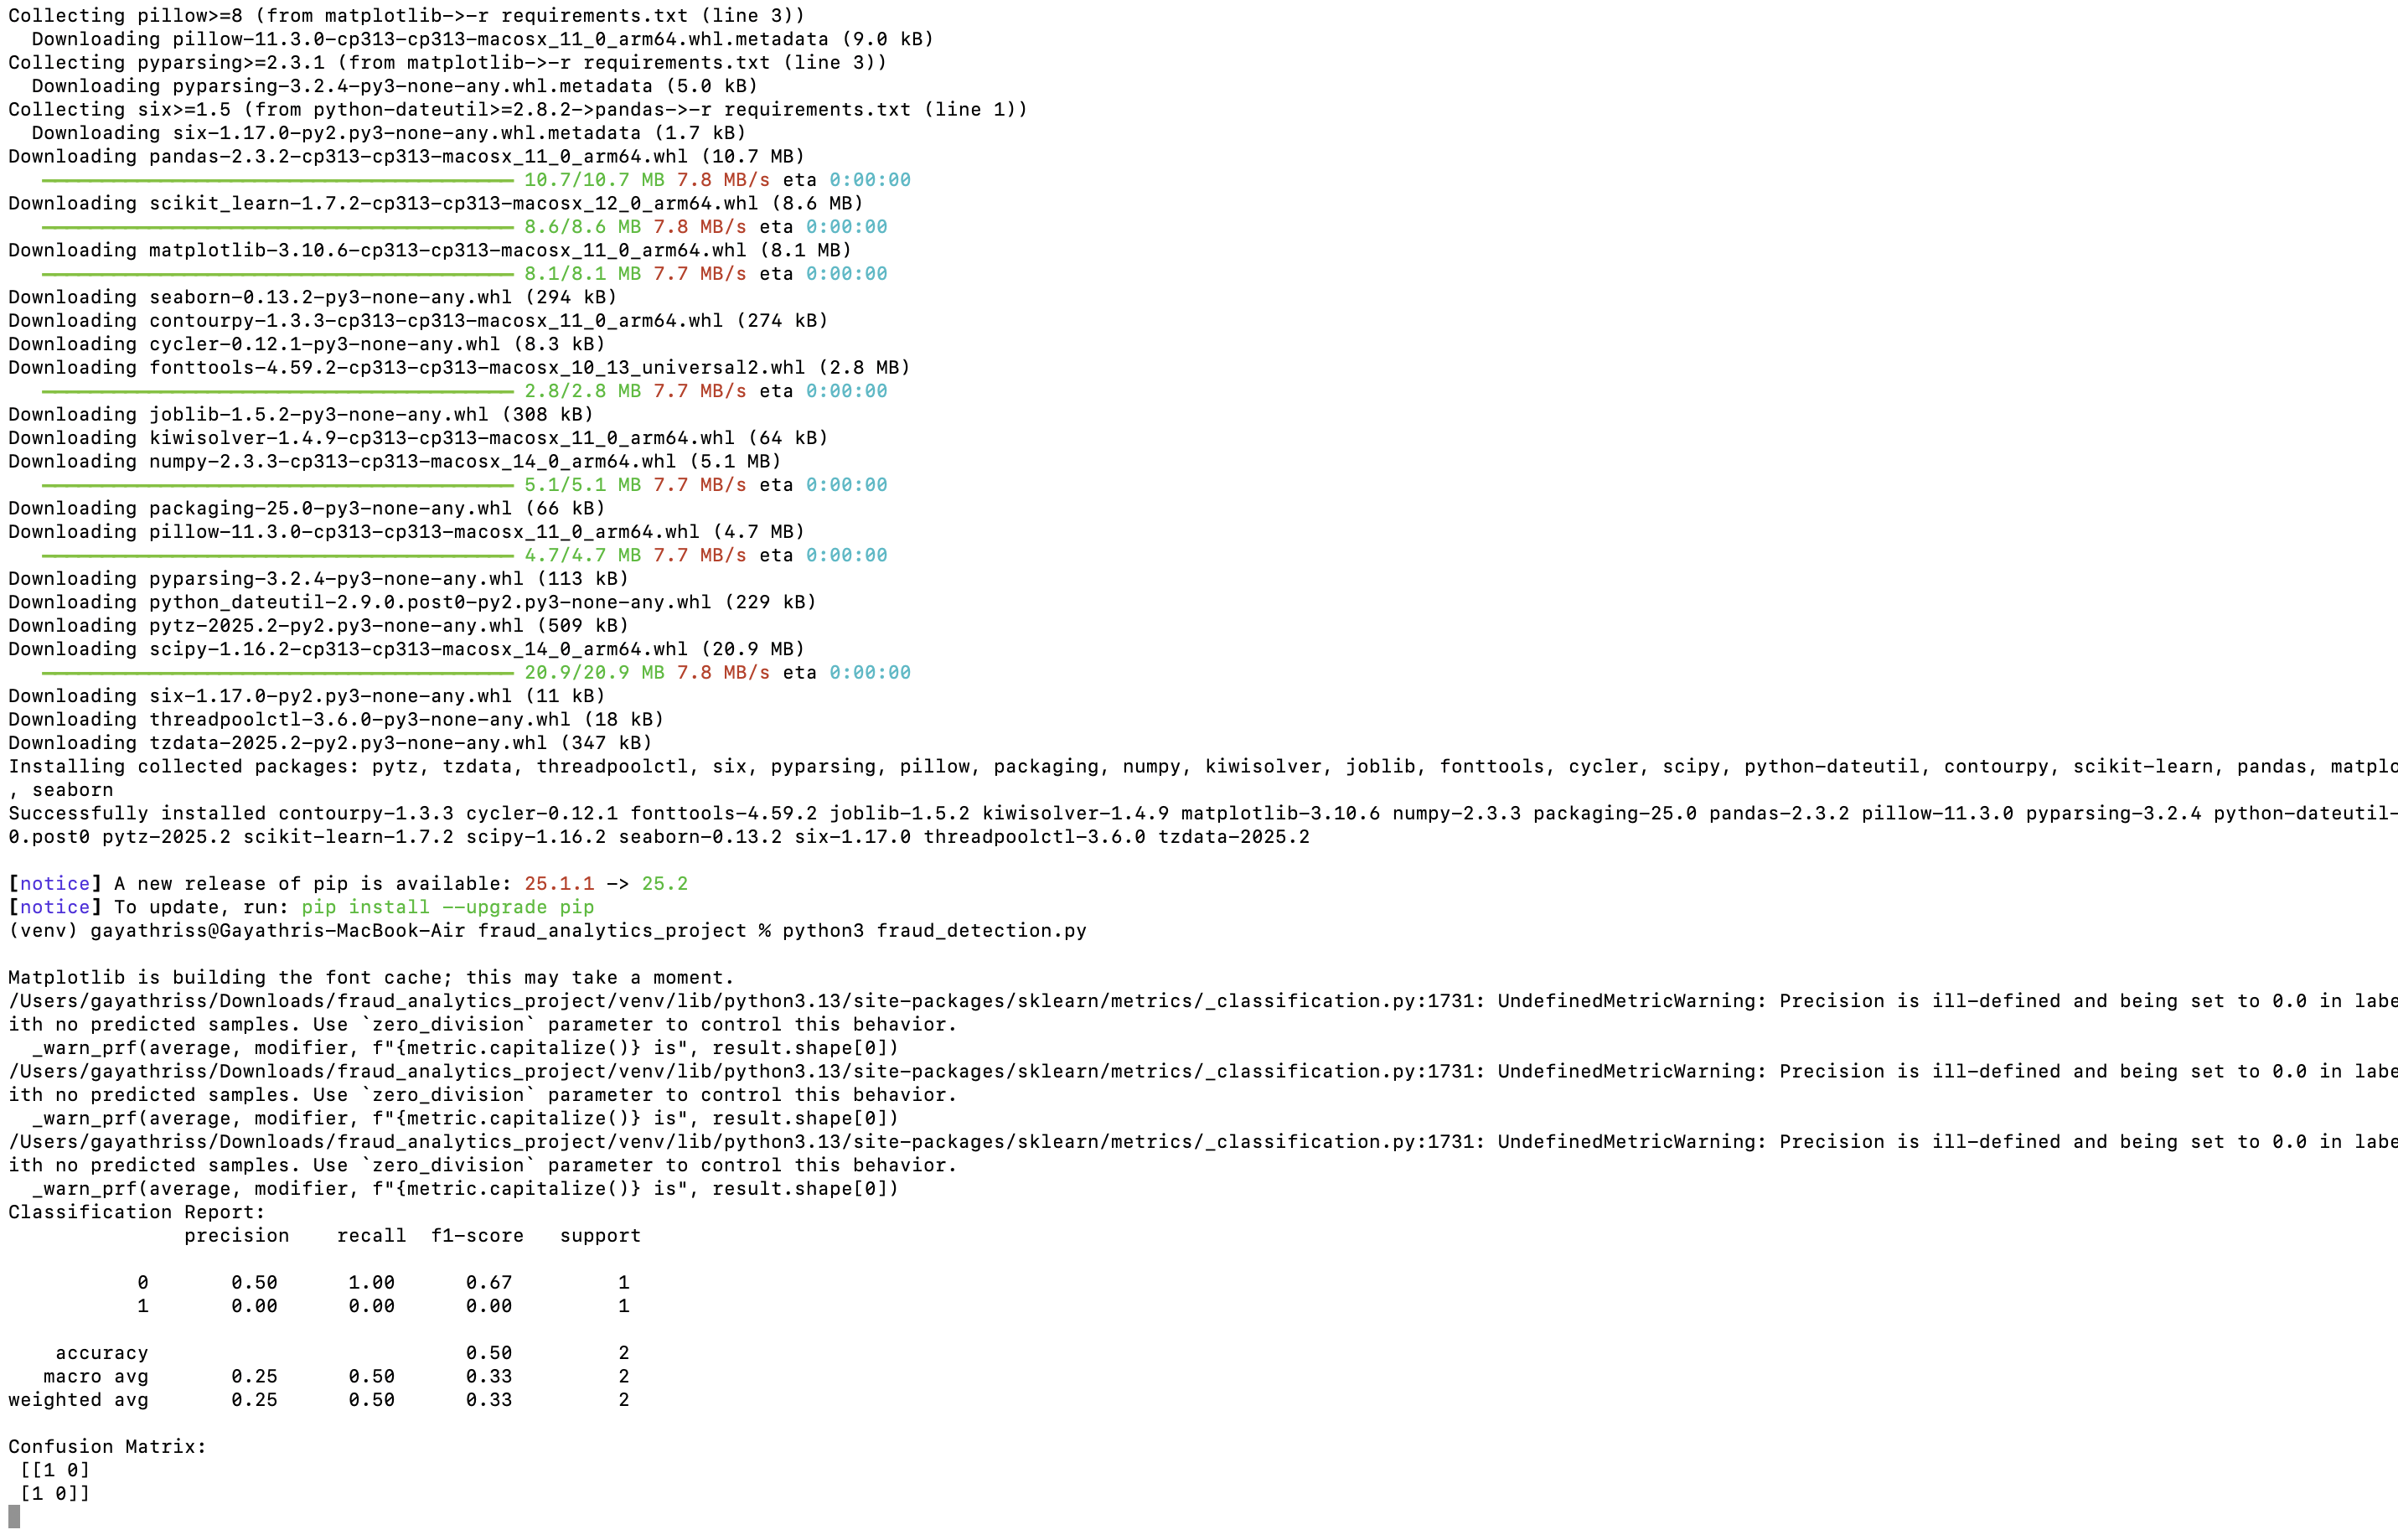 Collecting pillow>=8 (from matplotlib->-r requirements.txt (line 3))
  Downloading pillow-11.3.0-cp313-cp313-macosx_11_0_arm64.whl.metadata (9.0 kB)
Collecting pyparsing>=2.3.1 (from matplotlib->-r requirements.txt (line 3))
  Downloading pyparsing-3.2.4-py3-none-any.whl.metadata (5.0 kB)
Collecting six>=1.5 (from python-dateutil>=2.8.2->pandas->-r requirements.txt (line 1))
  Downloading six-1.17.0-py2.py3-none-any.whl.metadata (1.7 kB)
Downloading pandas-2.3.2-cp313-cp313-macosx_11_0_arm64.whl (10.7 MB)
10.7/10.7 MB 7.8 MB/s eta 0:00:00
Downloading scikit_learn-1.7.2-cp313-cp313-macosx_12_0_arm64.whl (8.6 MB)
8.6/8.6 MB 7.8 MB/s eta 0:00:00
Downloading matplotlib-3.10.6-cp313-cp313-macosx_11_0_arm64.whl (8.1 MB)
8.1/8.1 MB 7.7 MB/s eta 0:00:00
Downloading seaborn-0.13.2-py3-none-any.whl (294 kB)
Downloading contourpy-1.3.3-cp313-cp313-macosx_11_0_arm64.whl (274 kB)
Downloading cycler-0.12.1-py3-none-any.whl (8.3 kB)
Downloading fonttools-4.59.2-cp313-cp313-macosx_10_13_universal2.whl (2.8 MB)
2.8/2.8 MB 7.7 MB/s eta 0:00:00
Downloading joblib-1.5.2-py3-none-any.whl (308 kB)
Downloading kiwisolver-1.4.9-cp313-cp313-macosx_11_0_arm64.whl (64 kB)
Downloading numpy-2.3.3-cp313-cp313-macosx_14_0_arm64.whl (5.1 MB)
5.1/5.1 MB 7.7 MB/s eta 0:00:00
Downloading packaging-25.0-py3-none-any.whl (66 kB)
Downloading pillow-11.3.0-cp313-cp313-macosx_11_0_arm64.whl (4.7 MB)
4.7/4.7 MB 7.7 MB/s eta 0:00:00
Downloading pyparsing-3.2.4-py3-none-any.whl (113 kB)
Downloading python_dateutil-2.9.0.post0-py2.py3-none-any.whl (229 kB)
Downloading pytz-2025.2-py2.py3-none-any.whl (509 kB)
Downloading scipy-1.16.2-cp313-cp313-macosx_14_0_arm64.whl (20.9 MB)
20.9/20.9 MB 7.8 MB/s eta 0:00:00
Downloading six-1.17.0-py2.py3-none-any.whl (11 kB)
Downloading threadpoolctl-3.6.0-py3-none-any.whl (18 kB)
Downloading tzdata-2025.2-py2.py3-none-any.whl (347 kB)
Installing collected packages: pytz, tzdata, threadpoolctl, six, pyparsing, pillow, packaging, numpy, kiwisolver, joblib, fonttools, cycler, scipy, python-dateutil, contourpy, scikit-learn, pandas, matplo
, seaborn
Successfully installed contourpy-1.3.3 cycler-0.12.1 fonttools-4.59.2 joblib-1.5.2 kiwisolver-1.4.9 matplotlib-3.10.6 numpy-2.3.3 packaging-25.0 pandas-2.3.2 pillow-11.3.0 pyparsing-3.2.4 python-dateutil-
0.post0 pytz-2025.2 scikit-learn-1.7.2 scipy-1.16.2 seaborn-0.13.2 six-1.17.0 threadpoolctl-3.6.0 tzdata-2025.2

[notice] A new release of pip is available: 25.1.1 -> 25.2
[notice] To update, run: pip install --upgrade pip
(venv) gayathriss@Gayathris-MacBook-Air fraud_analytics_project % python3 fraud_detection.py

Matplotlib is building the font cache; this may take a moment.
/Users/gayathriss/Downloads/fraud_analytics_project/venv/lib/python3.13/site-packages/sklearn/metrics/_classification.py:1731: UndefinedMetricWarning: Precision is ill-defined and being set to 0.0 in labe
ith no predicted samples. Use `zero_division` parameter to control this behavior.
  _warn_prf(average, modifier, f"{metric.capitalize()} is", result.shape[0])
/Users/gayathriss/Downloads/fraud_analytics_project/venv/lib/python3.13/site-packages/sklearn/metrics/_classification.py:1731: UndefinedMetricWarning: Precision is ill-defined and being set to 0.0 in labe
ith no predicted samples. Use `zero_division` parameter to control this behavior.
  _warn_prf(average, modifier, f"{metric.capitalize()} is", result.shape[0])
/Users/gayathriss/Downloads/fraud_analytics_project/venv/lib/python3.13/site-packages/sklearn/metrics/_classification.py:1731: UndefinedMetricWarning: Precision is ill-defined and being set to 0.0 in labe
ith no predicted samples. Use `zero_division` parameter to control this behavior.
  _warn_prf(average, modifier, f"{metric.capitalize()} is", result.shape[0])
Classification Report:
               precision    recall  f1-score   support

           0       0.50      1.00      0.67         1
           1       0.00      0.00      0.00         1

    accuracy                           0.50         2
   macro avg       0.25      0.50      0.33         2
weighted avg       0.25      0.50      0.33         2

Confusion Matrix:
 [[1 0]
 [1 0]]